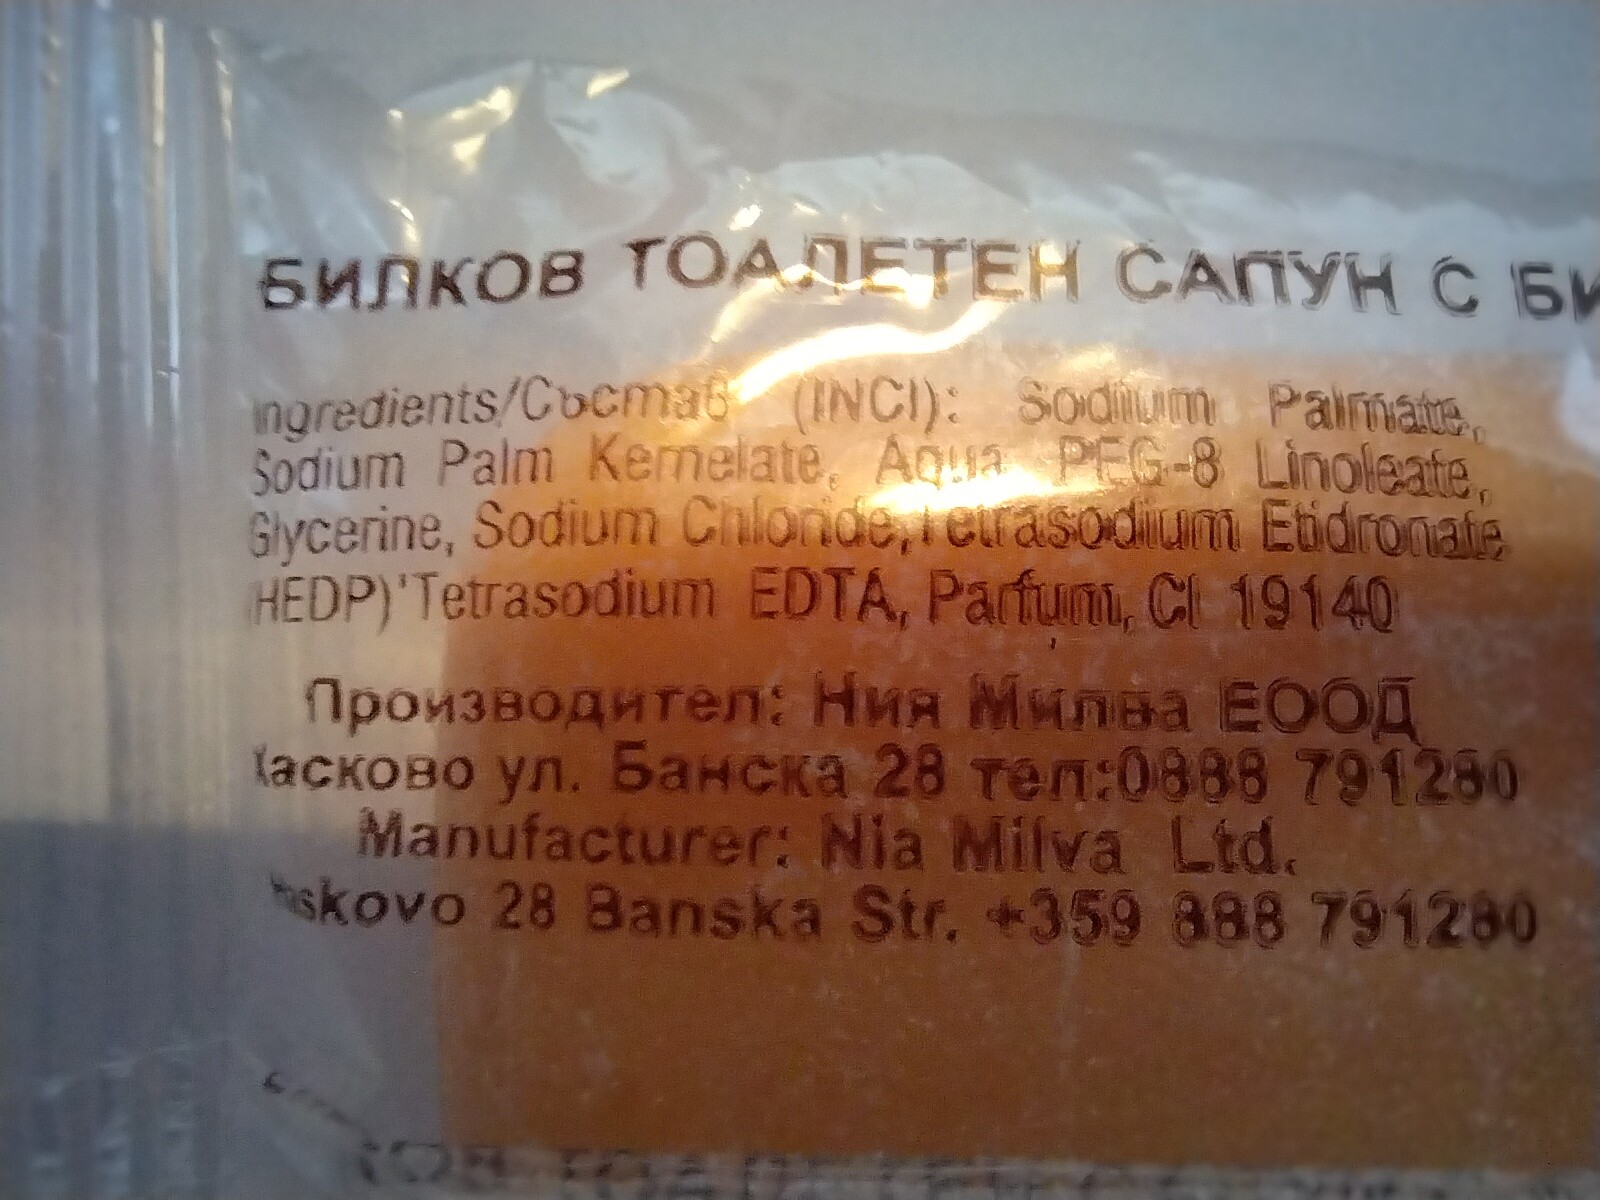 БИЛКОВ ТОАЛЕТЕН САПУН С БИ
Ingredients/Състав (INCI): Sodium Palmate,
Sodium Palm Kernelate, Aqua PEG-8 Linoleate,
Glycerine, Sodium Chloride, Tetrasodium Etidronate
(HEDP)'Tetrasodium EDTA, Parfum, CI 19140
Производител: Ния Милва ЕООД
Хасково ул. Банска 28 тел:0888 791280
Manufacturer: Nia Milva Ltd.
skovo 28 Banska Str. +359 888 791280